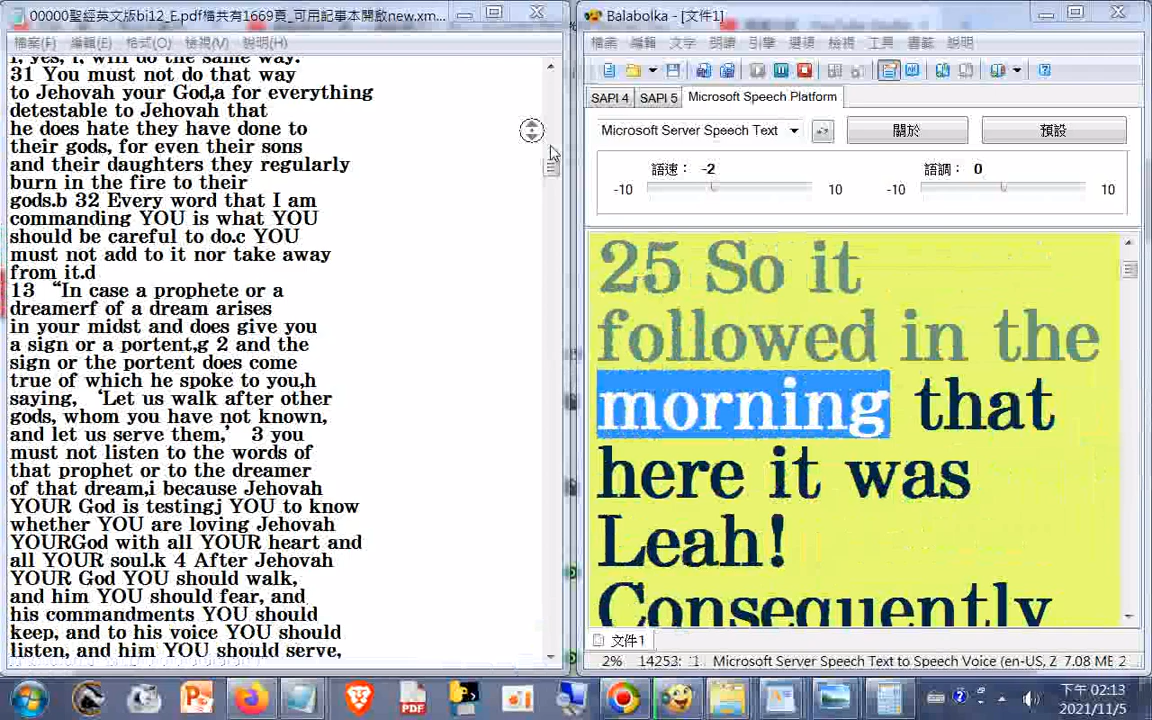 00000聖經英文版bi12_E.pdf檔共有1669頁_可用記事本開啟new.xm...
檔案(F) 編輯(E) 格式(O) 檢視(V) 說明(H)
I, yes, I, will do the same way.'
31 You must not do that way
to Jehovah your God,a for everything
detestable to Jehovah that
he does hate they have done to
their gods, for even their sons
and their daughters they regularly
burn in the fire to their
gods.b 32 Every word that I am
commanding YOU is what YOU
should be careful to do.c YOU
must not add to it nor take away
from it.d
13 “In case a prophete or a
dreamerf of a dream arises
in your midst and does give you
a sign or a portent,g 2 and the
sign or the portent does come
true of which he spoke to you,h
saying, ‘Let us walk after other
gods, whom you have not known,
and let us serve them,’ 3 you
must not listen to the words of
that prophet or to the dreamer
of that dream,i because Jehovah
YOUR God is testingj YOU to know
whether YOU are loving Jehovah
YOURGod with all YOUR heart and
all YOUR soul.k 4 After Jehovah
YOUR God YOU should walk,
and him YOU should fear, and
his commandments YOU should
keep, and to his voice YOU should
listen, and him YOU should serve,
Balabolka - [文件1]
檔案 編輯 文字 朗讀 引擎 選項 檢視 工具 書籤 說明
SAPI 4 SAPI 5 Microsoft Speech Platform
Microsoft Server Speech Text 關於 預設
語速： -2 語調： 0
-10 10 -10 10
25 So it
followed in the
morning that
here it was
Leah!
Consequently
文件1
2% 14253: 1 Microsoft Server Speech Text to Speech Voice (en-US, Z 7.08 MB 2
下午 02:13
2021/11/5